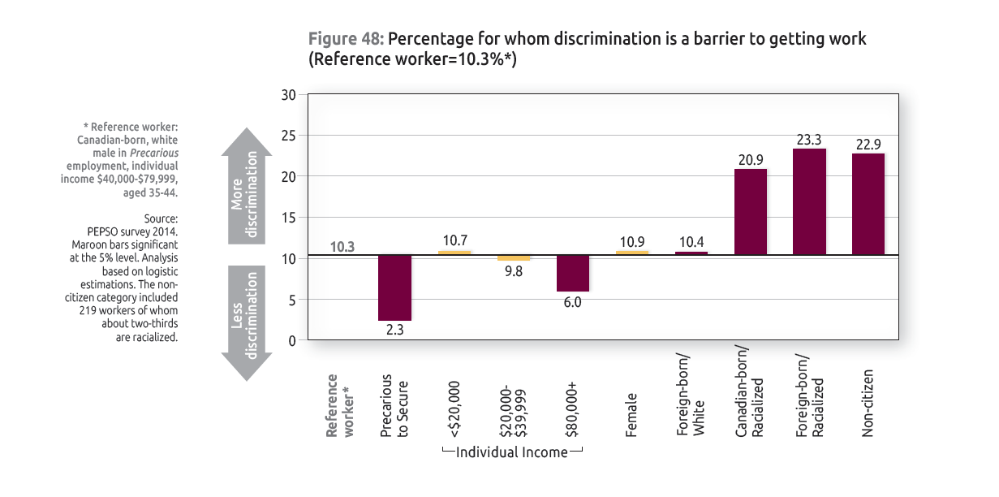 Figure 48: Percentage for whom discrimination is a barrier to getting work
(Reference worker=10.3%*)
* Reference worker:
Canadian-born, white
male in Precarious
employment, individual
income $40,000-$79,999,
aged 35-44.
Source:
PEPSO survey 2014.
Maroon bars significant
at the 5% level. Analysis
based on logistic
estimations. The non-
citizen category included
219 workers of whom
about two-thirds
are racialized.
More
discrimination
Less
discrimination
30
25
20
15
10
5
0
10.3
2.3
10.7
9.8
6.0
10.9
10.4
20.9
23.3
22.9
Reference
worker*
Precarious
to Secure
<$20,000
$20,000-
$39,999
$80,000+
Female
Foreign-born/
White
Canadian-born/
Racialized
Foreign-born/
Racialized
Non-citizen
Individual Income